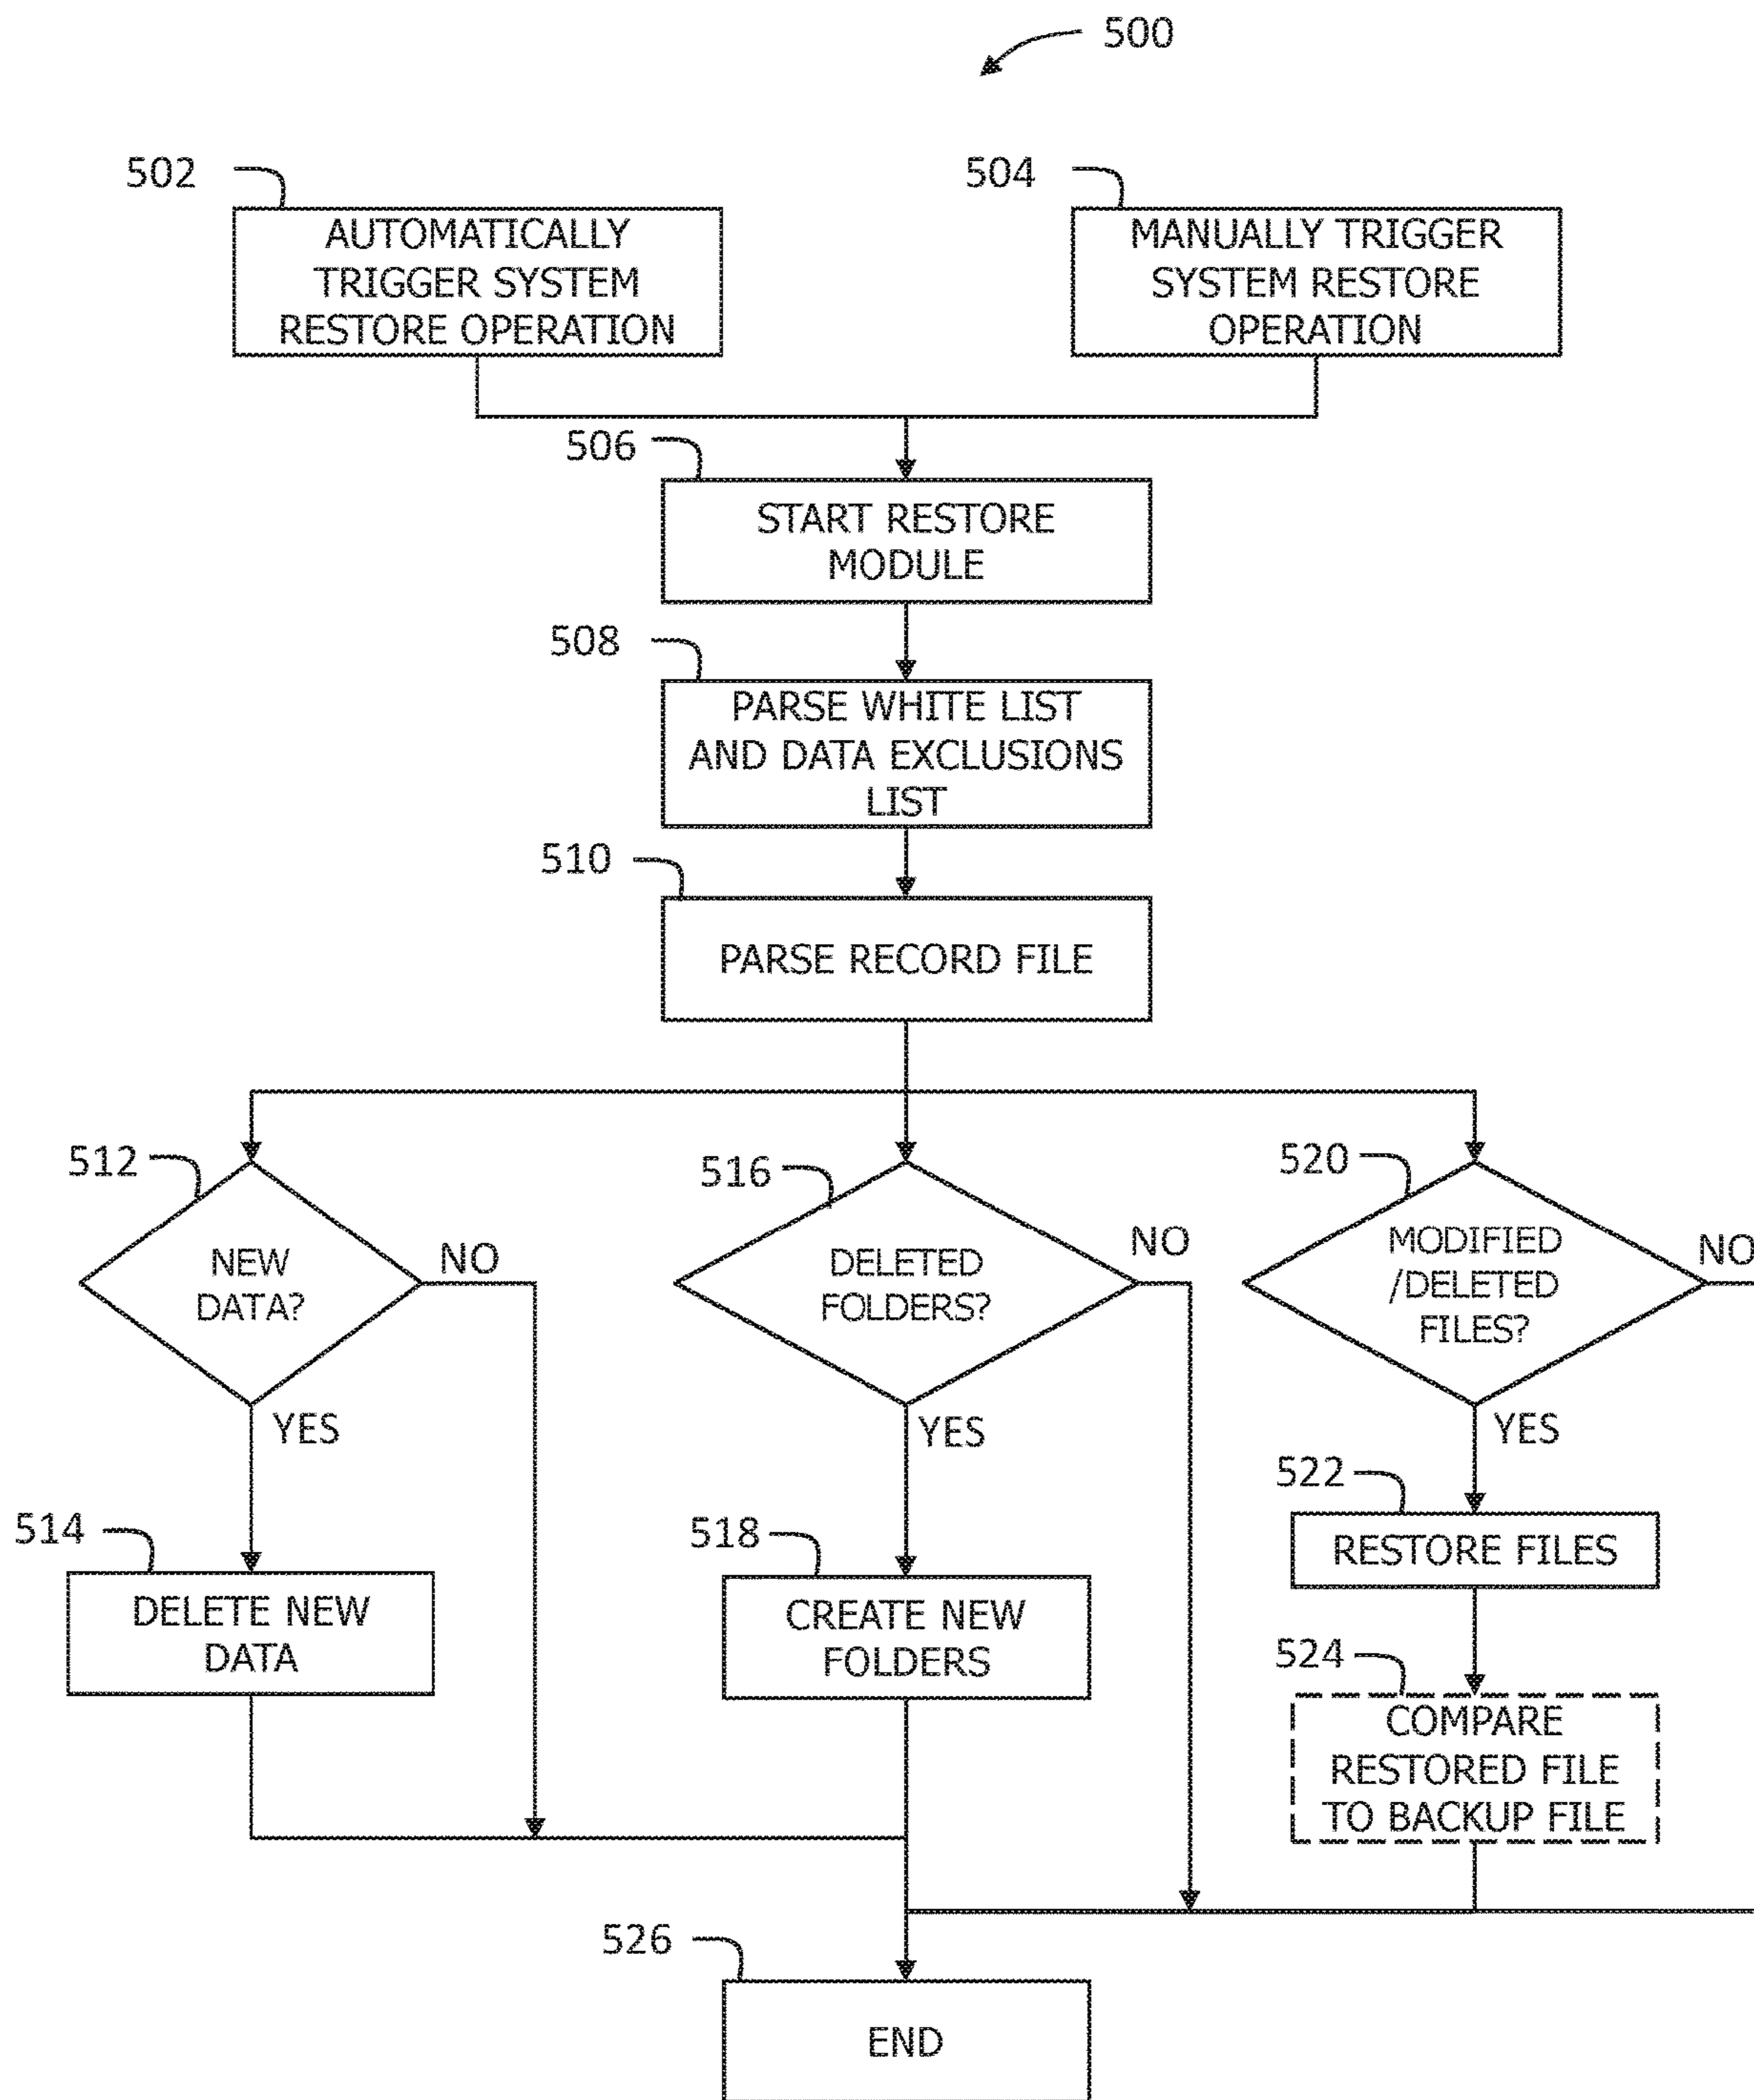 500
502
504
AUTOMATICALLY
TRIGGER SYSTEM
RESTORE OPERATION
MANUALLY TRIGGER
SYSTEM RESTORE
OPERATION
506
START RESTORE
MODULE
508
PARSE WHITE LIST
AND DATA EXCLUSIONS
LIST
510
PARSE RECORD FILE
512
NEW
DATA?
NO
YES
516
DELETED
FOLDERS?
NO
YES
520
MODIFIED
/DELETED
FILES?
NO
YES
514
DELETE NEW
DATA
518
CREATE NEW
FOLDERS
522
RESTORE FILES
524
COMPARE
RESTORED FILE
TO BACKUP FILE
526
END